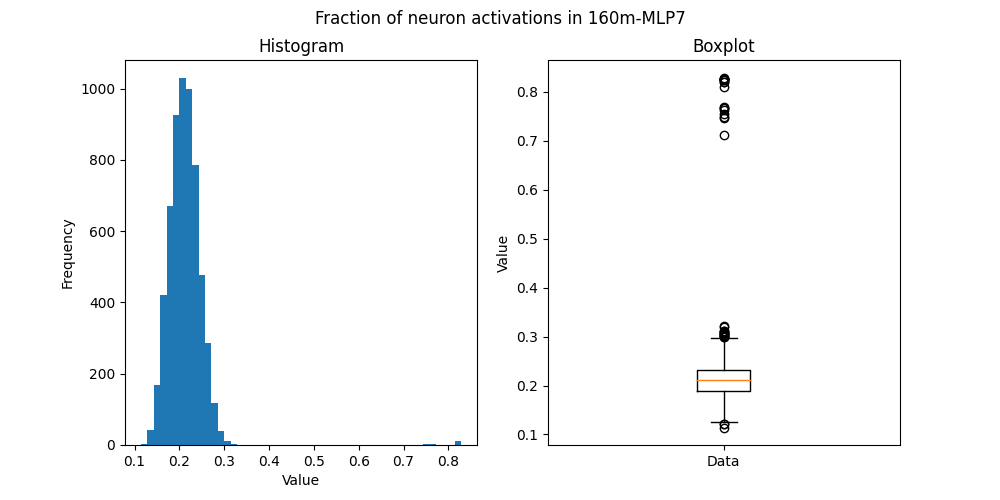 Fraction of neuron activations in 160m-MLP7
Histogram
Frequency
1000
800
600
400
200
0
0.1 0.2 0.3 0.4 0.5 0.6 0.7 0.8
Value
Boxplot
Value
0.8
0.7
0.6
0.5
0.4
0.3
0.2
0.1
Data